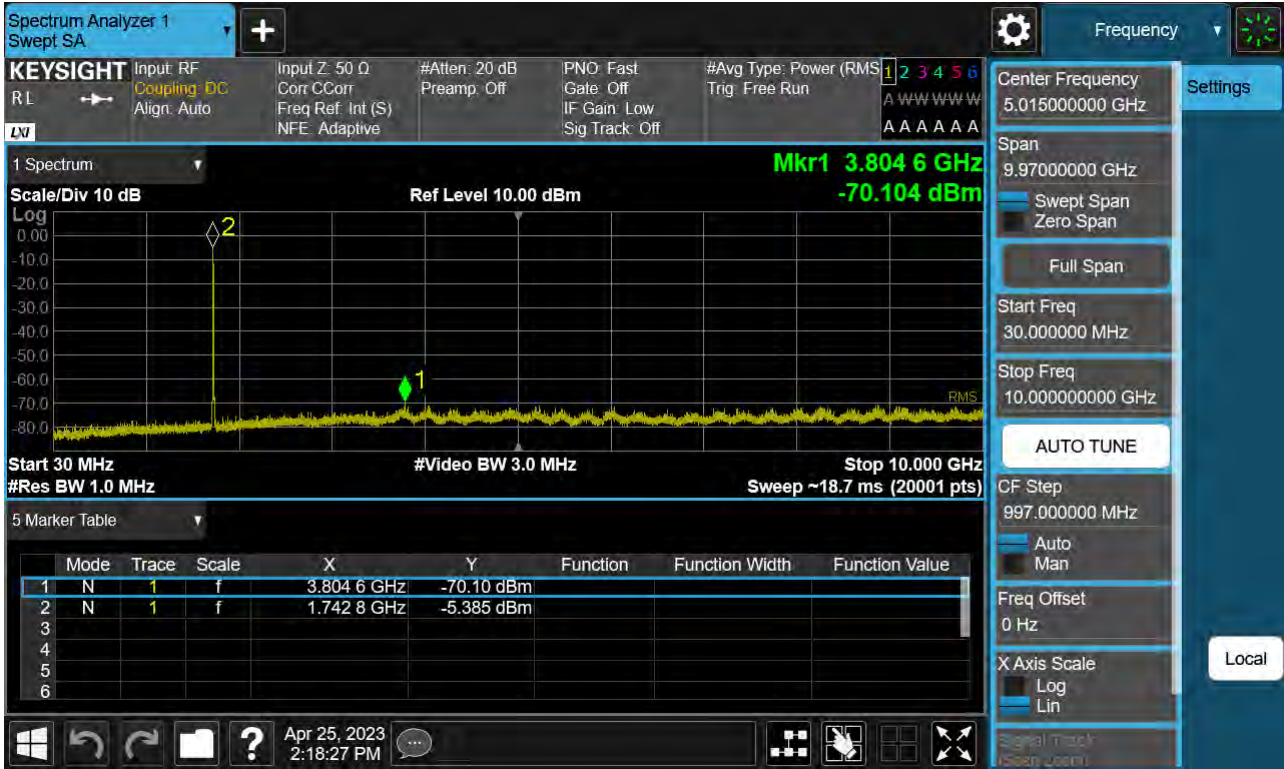 Spectrum Analyzer 1
Swept SA
+
Frequency
KEYSIGHT
R L
LXI
Input: RF
Coupling: DC
Align: Auto
Input Z: 50 Ω
Corr CCorr
Freq Ref: Int (S)
NFE: Adaptive
#Atten: 20 dB
Preamp: Off
PNO: Fast
Gate: Off
IF Gain: Low
Sig Track: Off
#Avg Type: Power (RMS
Trig: Free Run
1 2 3 4 5 6
A W W W W W
A A A A A A
1 Spectrum
Scale/Div 10 dB
Ref Level 10.00 dBm
Mkr1 3.804 6 GHz
-70.104 dBm
Log
0.00
-10.0
-20.0
-30.0
-40.0
-50.0
-60.0
-70.0
-80.0
2
1
RMS
Start 30 MHz
#Video BW 3.0 MHz
Stop 10.000 GHz
#Res BW 1.0 MHz
Sweep ~18.7 ms (20001 pts)
5 Marker Table
Mode Trace Scale X Y Function Function Width Function Value
1 N 1 f 3.804 6 GHz -70.10 dBm
2 N 1 f 1.742 8 GHz -5.385 dBm
3
4
5
6
Apr 25, 2023
2:18:27 PM
?
Center Frequency
5.015000000 GHz
Settings
Span
9.97000000 GHz
Swept Span
Zero Span
Full Span
Start Freq
30.000000 MHz
Stop Freq
10.000000000 GHz
AUTO TUNE
CF Step
997.000000 MHz
Auto
Man
Freq Offset
0 Hz
X Axis Scale
Log
Lin
Local
Signal Track
(Span Zoom)